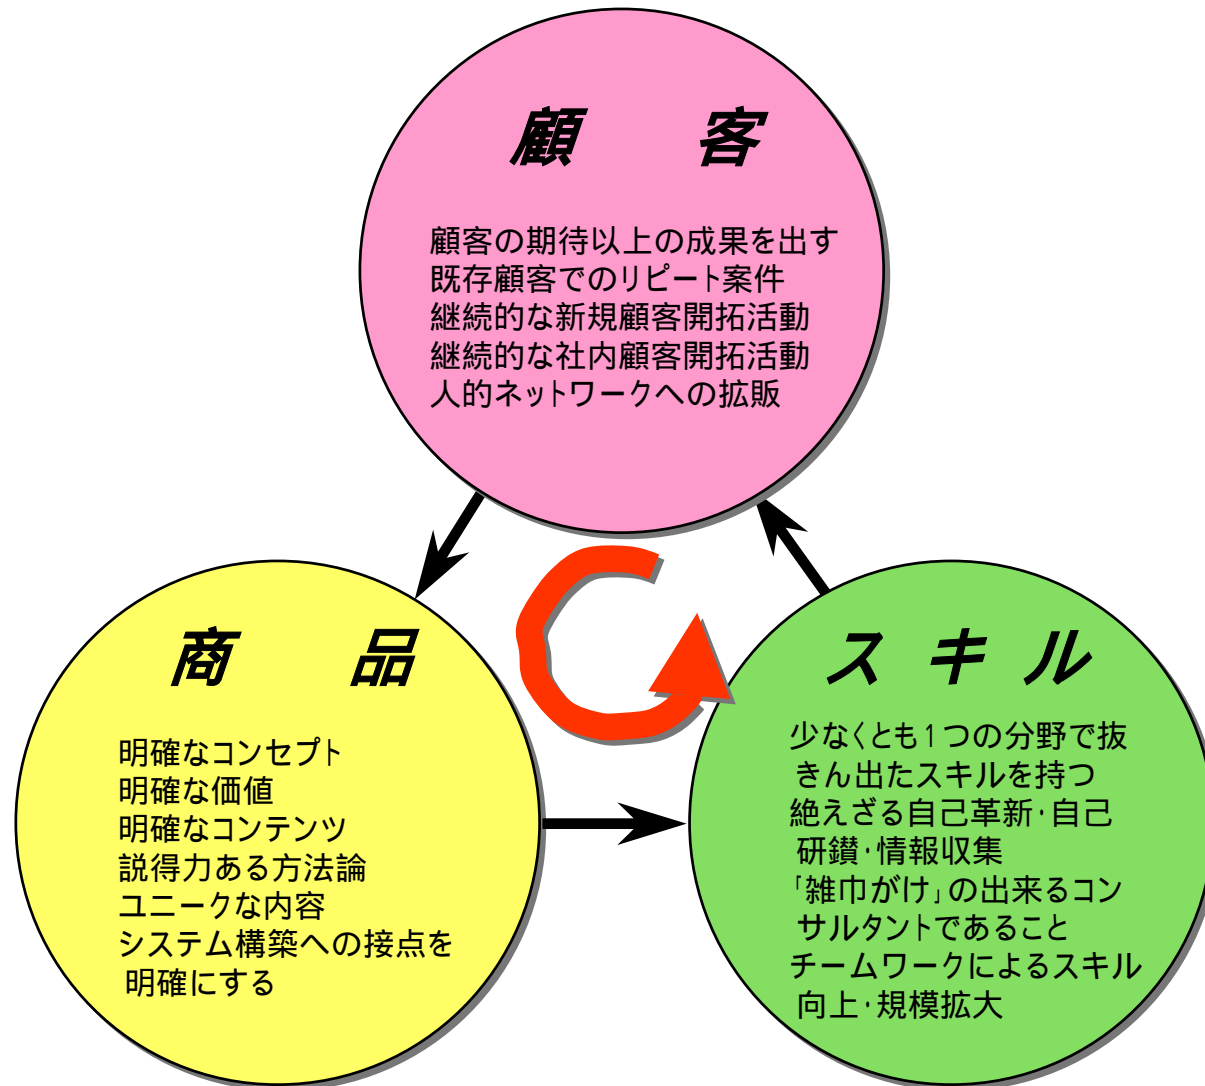 顧 客
顧客の期待以上の成果を出す
既存顧客でのリピート案件
継続的な新規顧客開拓活動
継続的な社内顧客開拓活動
人的ネットワークへの拡販
商 品
明確なコンセプト
明確な価値
明確なコンテンツ
説得力ある方法論
ユニークな内容
システム構築への接点を
明確にする
スキル
少なくとも1つの分野で抜
きん出たスキルを持つ
絶えざる自己革新・自己
研鑚・情報収集
「雑巾がけ」の出来るコン
サルタントであること
チームワークによるスキル
向上・規模拡大